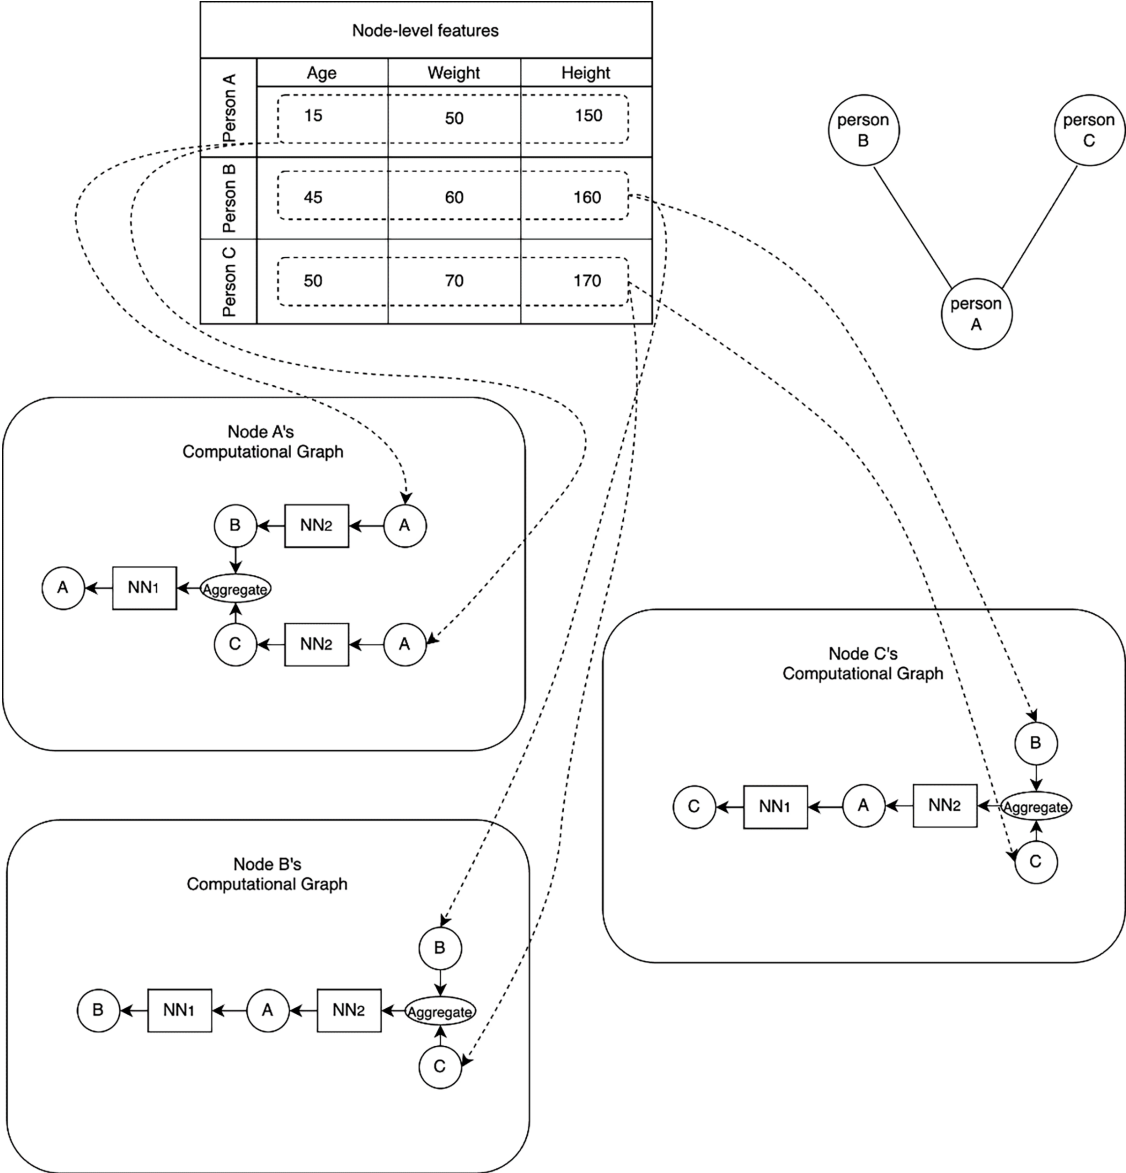 Node-level features
Age Weight Height
Person A
15 50 150
Person B
45 60 160
Person C
50 70 170
person
B
person
C
person
A
Node A's
Computational Graph
B NN2 A
A NN1 Aggregate
C NN2 A
Node C's
Computational Graph
B
C NN1 A NN2 Aggregate
C
Node B's
Computational Graph
B
B NN1 A NN2 Aggregate
C